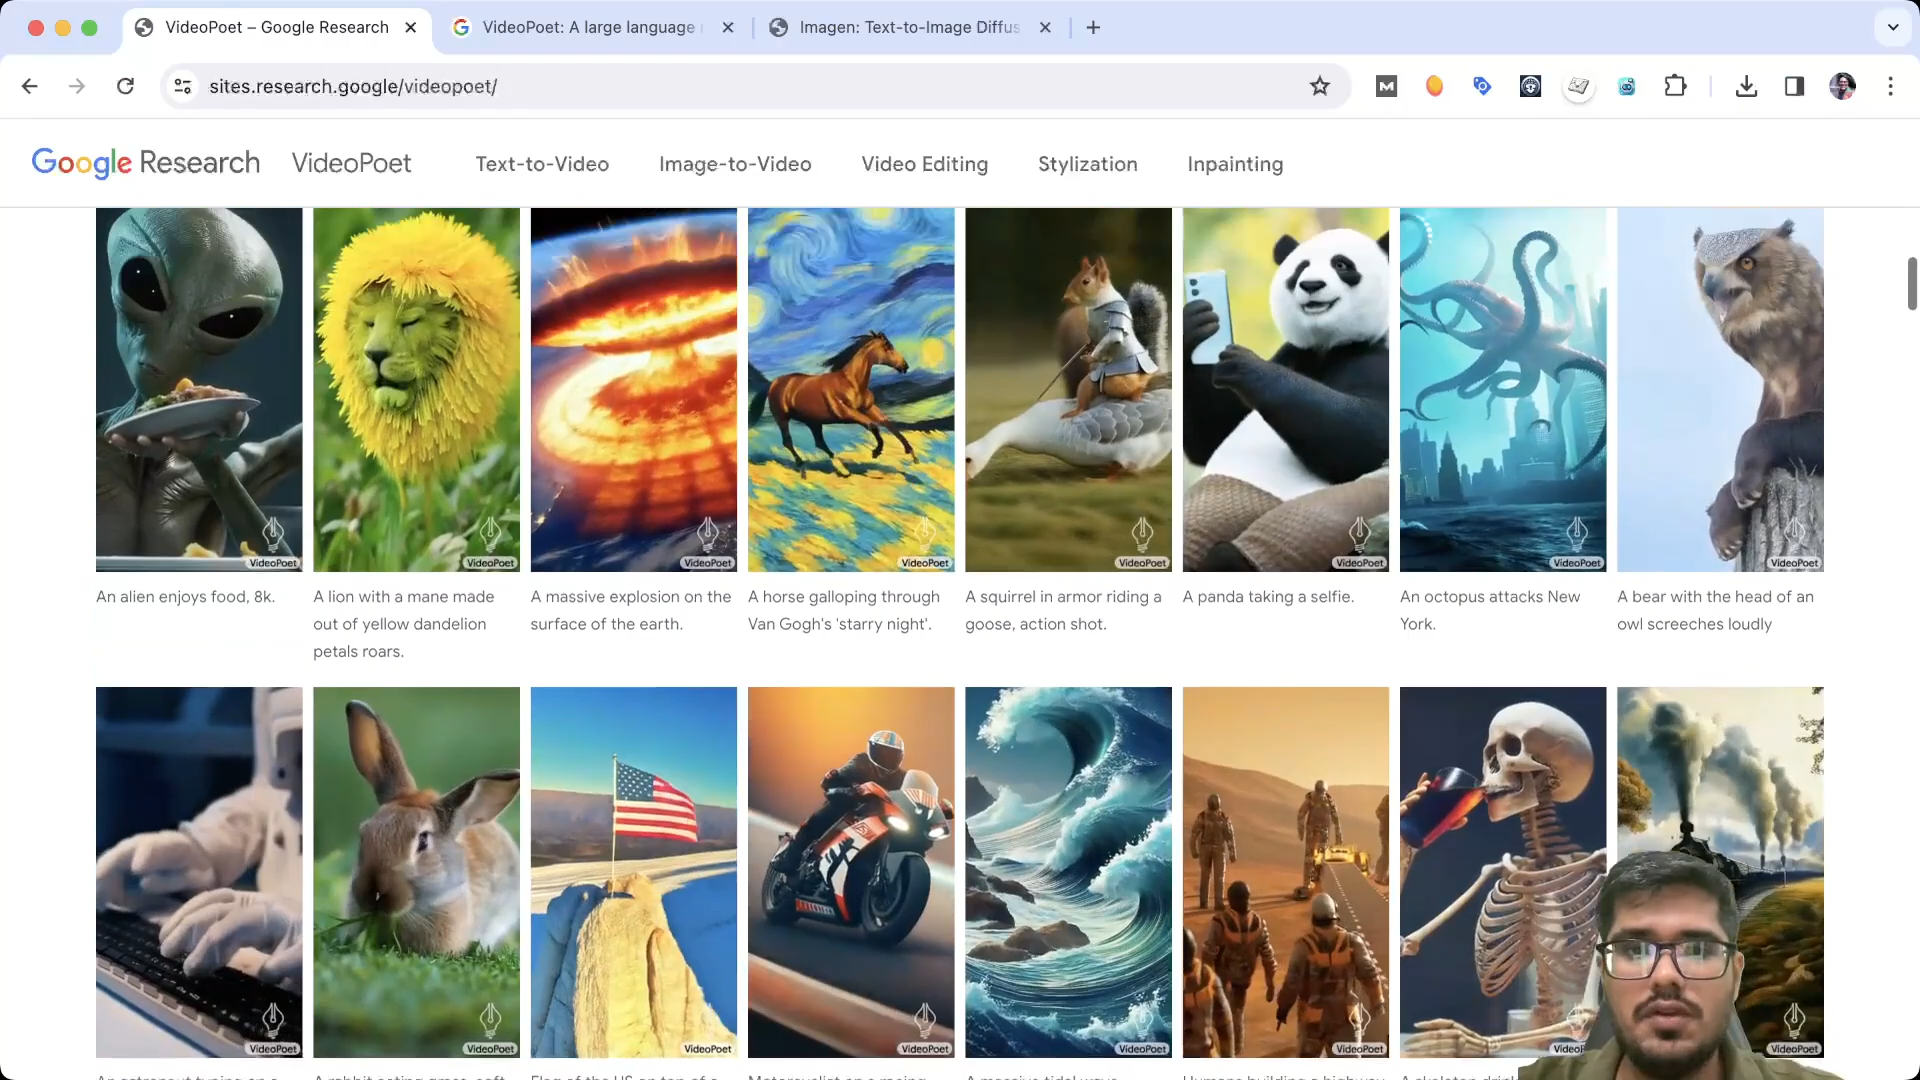 VideoPoet – Google Research
VideoPoet: A large language
Imagen: Text-to-Image Diffus
sites.research.google/videopoet/
Google Research VideoPoet Text-to-Video Image-to-Video Video Editing Stylization Inpainting
VideoPoet VideoPoet VideoPoet VideoPoet VideoPoet VideoPoet VideoPoet VideoPoet
An alien enjoys food, 8k.
A lion with a mane made
out of yellow dandelion
petals roars.
A massive explosion on the
surface of the earth.
A horse galloping through
Van Gogh's 'starry night'.
A squirrel in armor riding a
goose, action shot.
A panda taking a selfie.
An octopus attacks New
York.
A bear with the head of an
owl screeches loudly
VideoPoet VideoPoet VideoPoet VideoPoet VideoPoet VideoPoet VideoPoet